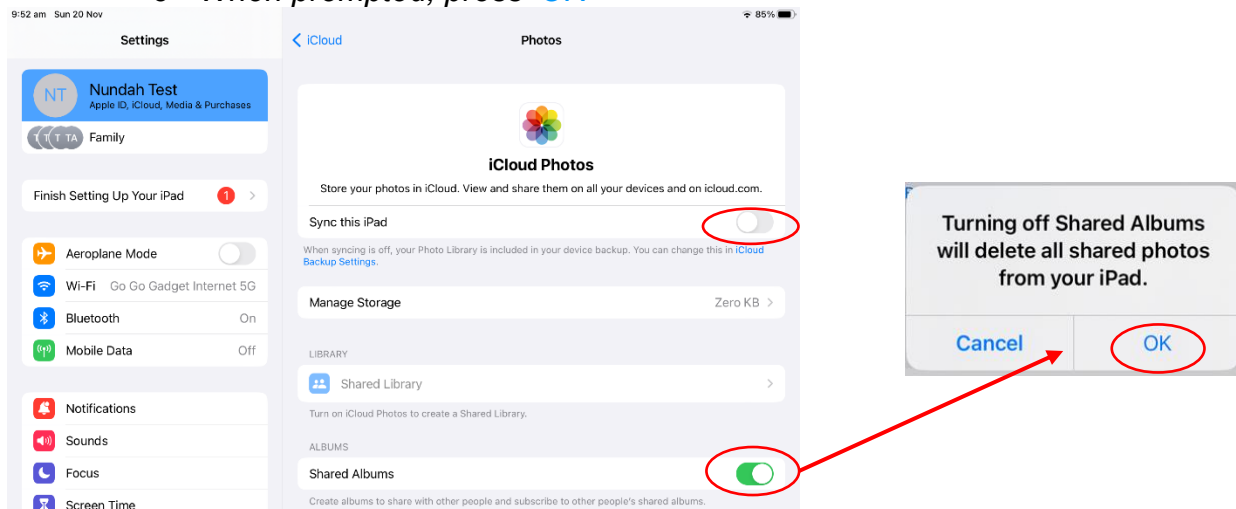 9:52 am Sun 20 Nov
85%
Settings
iCloud
Photos
NT
Nundah Test
Apple ID, iCloud, Media & Purchases
TA
Family
Finish Setting Up Your iPad 1
Aeroplane Mode
Wi-Fi Go Go Gadget Internet 5G
Bluetooth On
Mobile Data Off
Notifications
Sounds
Focus
Screen Time
iCloud Photos
Store your photos in iCloud. View and share them on all your devices and on icloud.com.
Sync this iPad
When syncing is off, your Photo Library is included in your device backup. You can change this in iCloud
Backup Settings.
Manage Storage Zero KB
LIBRARY
Shared Library
Turn on iCloud Photos to create a Shared Library.
ALBUMS
Shared Albums
Create albums to share with other people and subscribe to other people's shared albums.
Turning off Shared Albums
will delete all shared photos
from your iPad.
Cancel
OK